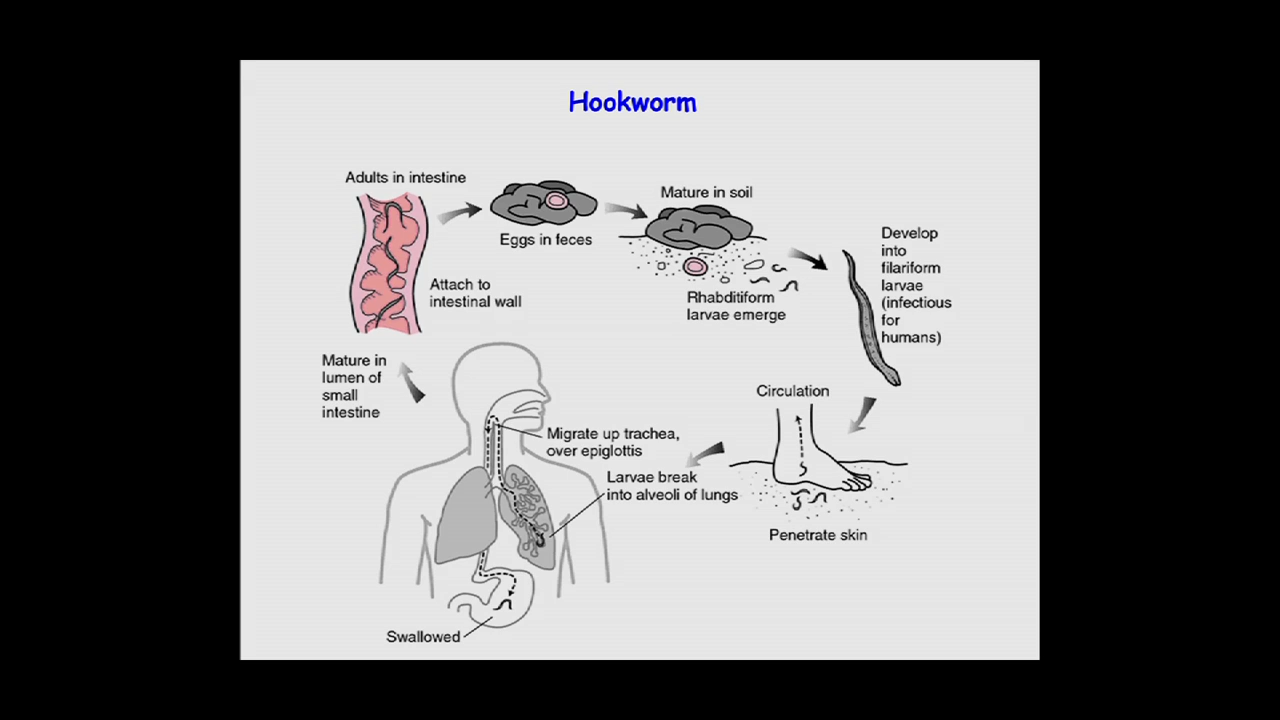 Hookworm
Adults in intestine
Eggs in feces
Mature in soil
Attach to
intestinal wall
Rhabditiform
larvae emerge
Develop
into
filariform
larvae
(infectious
for
humans)
Circulation
Penetrate skin
Larvae break
into alveoli of lungs
Migrate up trachea,
over epiglottis
Swallowed
Mature in
lumen of
small
intestine